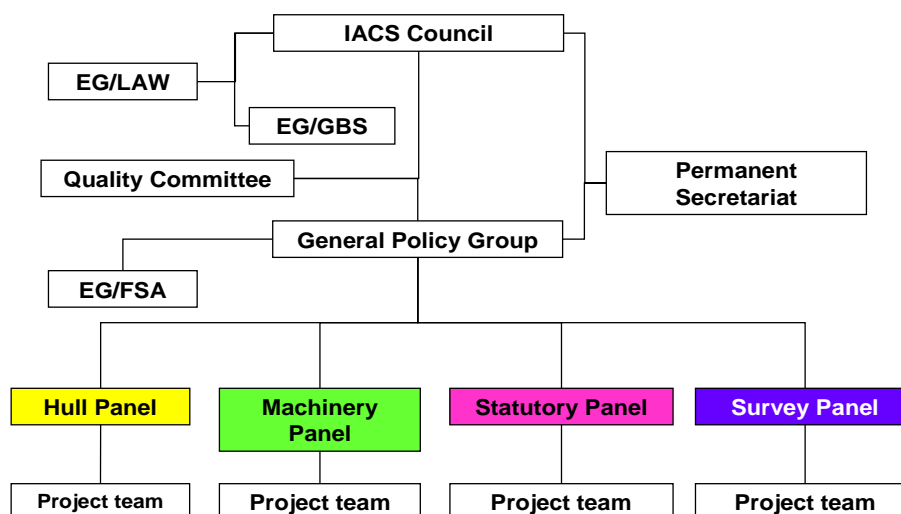 IACS Council
EG/LAW
EG/GBS
Quality Committee
Permanent
Secretariat
General Policy Group
EG/FSA
Hull Panel
Machinery
Panel
Statutory Panel
Survey Panel
Project team
Project team
Project team
Project team